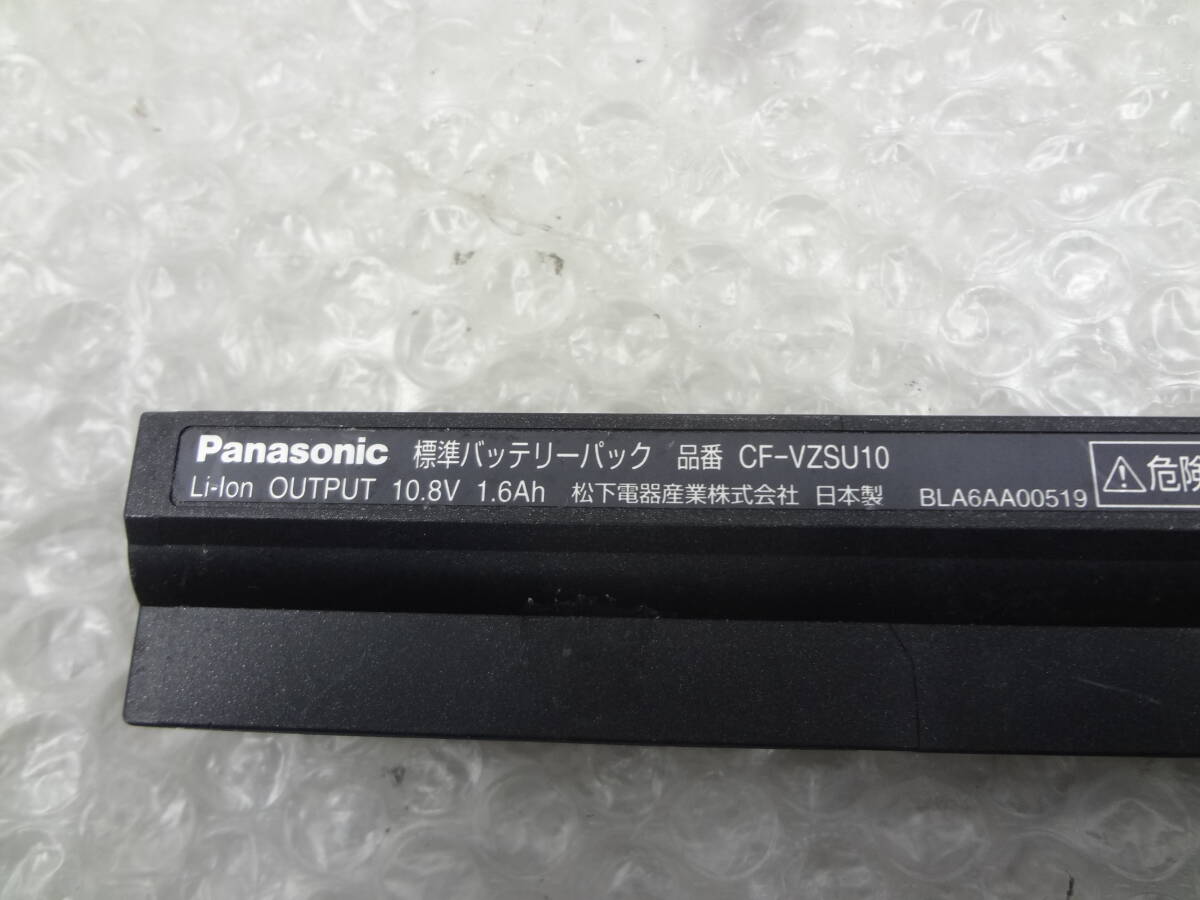 Panasonic 標準バッテリーパック 品番 CF-VZSU10
Li-Ion OUTPUT 10.8V 1.6Ah 松下電器産業株式会社 日本製 BLA6AA00519
危険